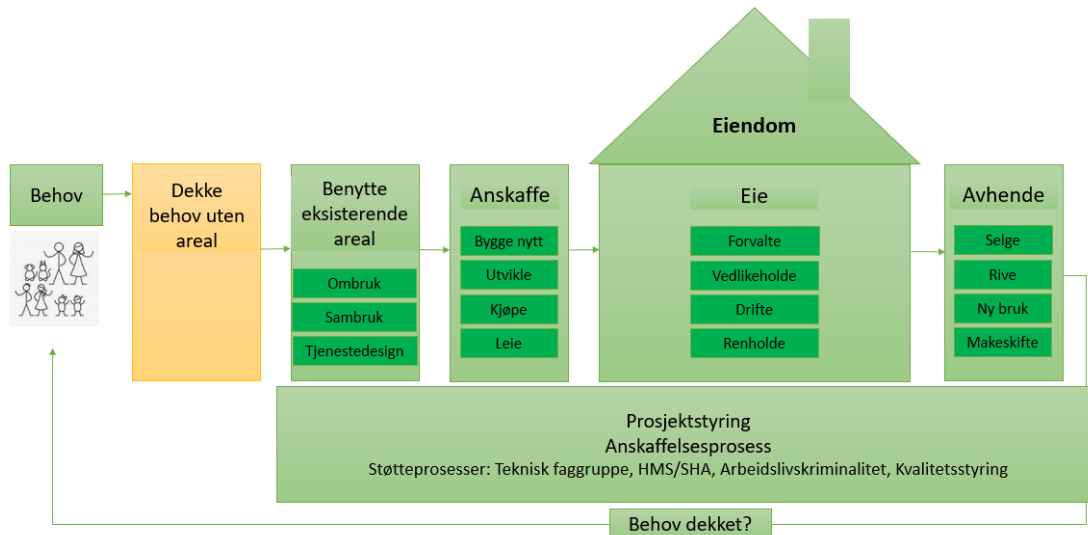 Eiendom
Behov
Dekke
behov uten
areal
Benytte
eksisterende
areal
Ombruk
Sambruk
Tjenestedesign
Anskaffe
Bygge nytt
Utvikle
Kjøpe
Leie
Eie
Forvalte
Vedlikeholde
Drifte
Renholde
Avhende
Selge
Rive
Ny bruk
Makeskifte
Prosjektstyring
Anskaffelsesprosess
Støtteprosesser: Teknisk faggruppe, HMS/SHA, Arbeidslivskriminalitet, Kvalitetsstyring
Behov dekket?